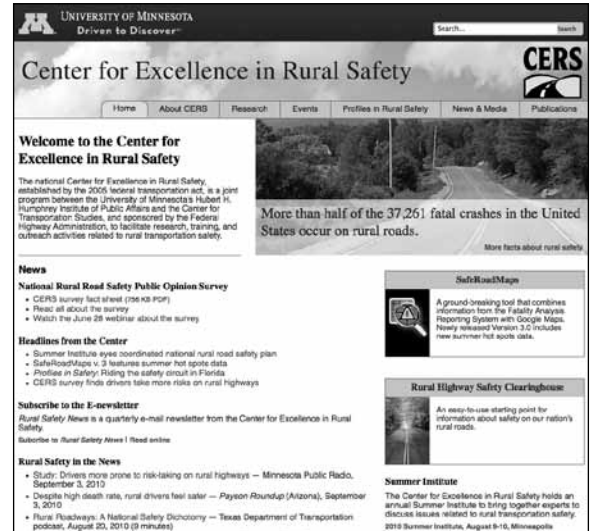 UNIVERSITY OF MINNESOTA
Driven to Discover℠
Search...
Search
Center for Excellence in Rural Safety
CERS
Home
About CERS
Research
Events
Profiles in Rural Safety
News & Media
Publications
Welcome to the Center for
Excellence in Rural Safety
The national Center for Excellence in Rural Safety,
established by the 2005 federal transportation act, is a joint
program between the University of Minnesota's Hubert H.
Humphrey Institute of Public Affairs and the Center for
Transportation Studies, and sponsored by the Federal
Highway Administration, to facilitate research, training, and
outreach activities related to rural transportation safety.
More than half of the 37,261 fatal crashes in the United
States occur on rural roads.
More facts about rural safety
News
National Rural Road Safety Public Opinion Survey
• CERS survey fact sheet (756 KB PDF)
• Read all about the survey
• Watch the June 28 webinar about the survey
Headlines from the Center
• Summer Institute eyes coordinated national rural road safety plan
• SafeRoadMaps v. 3 features summer hot spots data
• Profiles in Safety: Riding the safety circuit in Florida
• CERS survey finds drivers take more risks on rural highways
Subscribe to the E-newsletter
Rural Safety News is a quarterly e-mail newsletter from the Center for Excellence in Rural
Safety.
Subcribe to Rural Safety News | Read online
Rural Safety in the News
• Study: Drivers more prone to risk-taking on rural highways — Minnesota Public Radio,
September 3, 2010
• Despite high death rate, rural drivers feel safer — Payson Roundup (Arizona), September
3, 2010
• Rural Roadways: A National Safety Dichotomy — Texas Department of Transportation
podcast, August 20, 2010 (9 minutes)
SafeRoadMaps
A ground-breaking tool that combines
information from the Fatality Analysis
Reporting System with Google Maps.
Newly released Version 3.0 includes
new summer hot spots data.
Rural Highway Safety Clearinghouse
An easy-to-use starting point for
information about safety on our nation's
rural roads.
Summer Institute
The Center for Excellence in Rural Safety holds an
annual Summer Institute to bring together experts to
discuss issues related to rural transportation safety.
2010 Summer Institute, August 8-10, Minneapolis